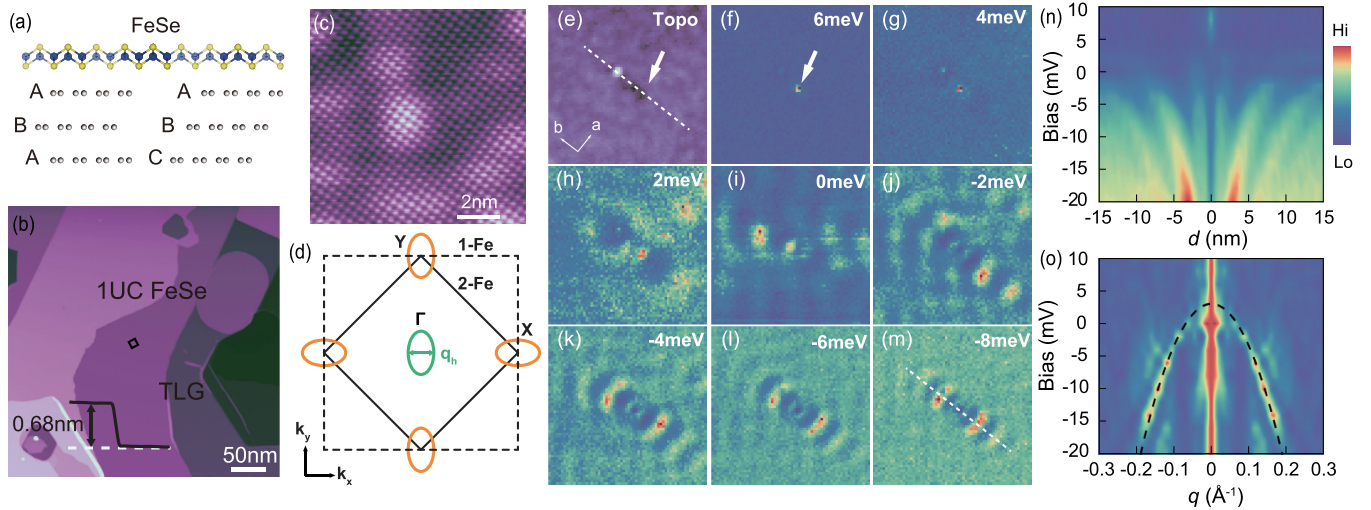 (a)
FeSe
A
A
B
B
A
C
(b)
1UC FeSe
TLG
0.68nm
50nm
(c)
2nm
(d)
Y
1-Fe
2-Fe
Γ
X
qh
ky
kx
(e)
Topo
b
a
(f)
6meV
(g)
4meV
(h)
2meV
(i)
0meV
(j)
-2meV
(k)
-4meV
(l)
-6meV
(m)
-8meV
(n)
10
5
0
-5
-10
-15
-20
Bias (mV)
-15
-10
-5
0
5
10
15
d (nm)
Hi
Lo
(o)
10
5
0
-5
-10
-15
-20
Bias (mV)
-0.3
-0.2
-0.1
0
0.1
0.2
0.3
q (Å-1)